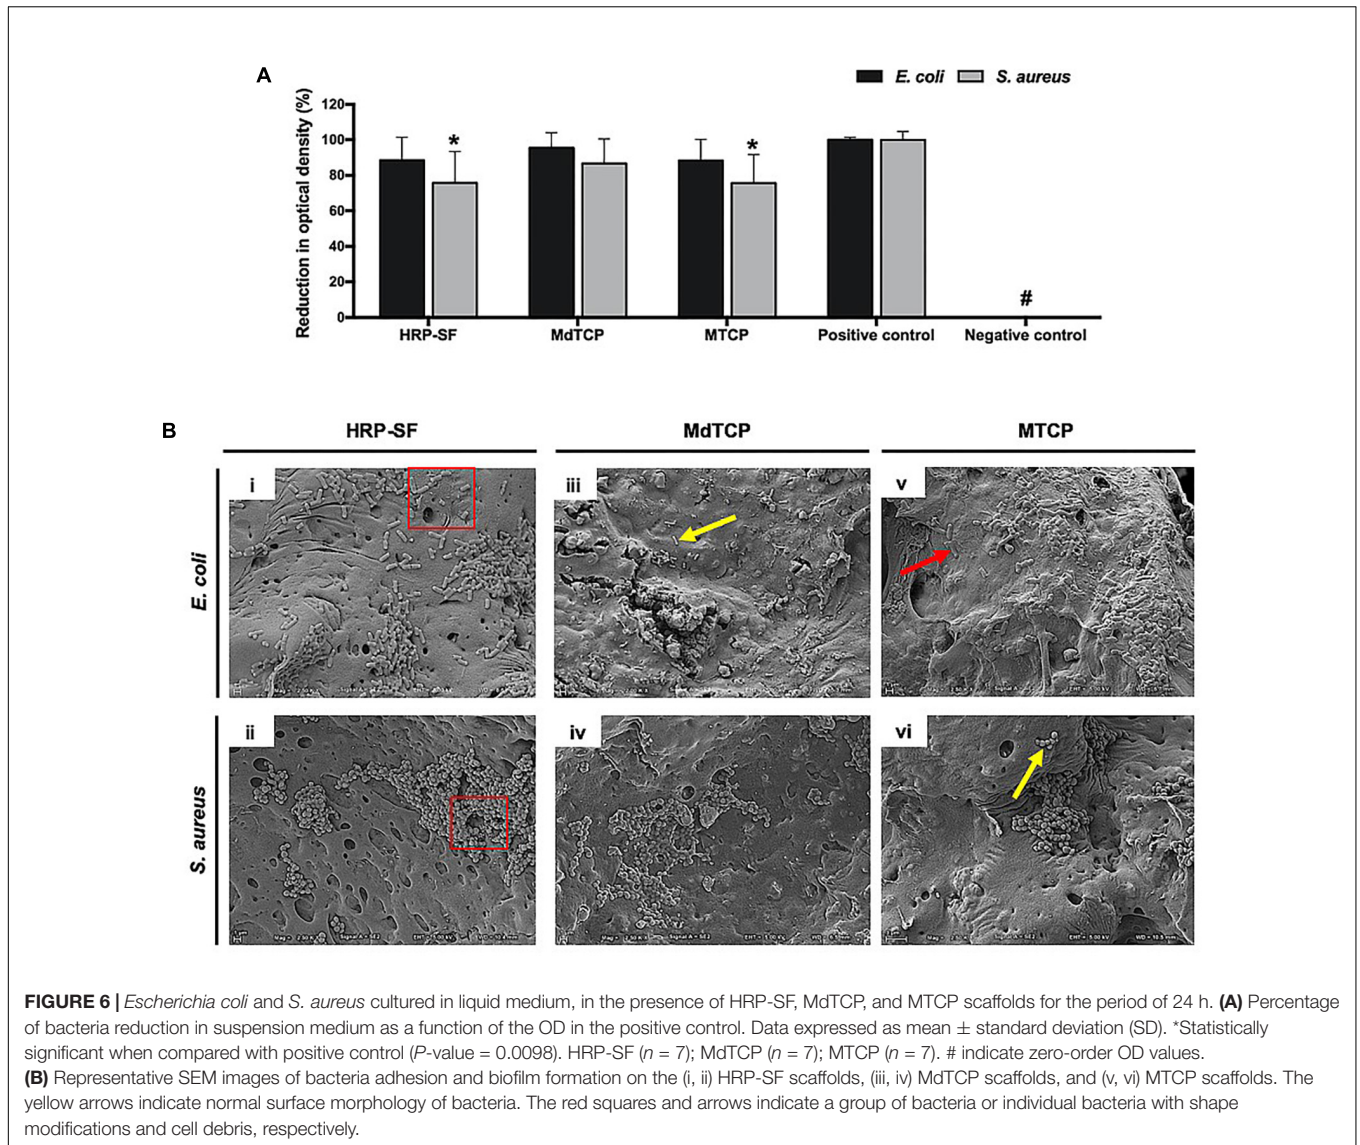 A
E. coli
S. aureus
Reduction in optical density (%)
120
100
80
60
40
20
0
*
*
#
HRP-SF
MdTCP
MTCP
Positive control
Negative control
B
HRP-SF
MdTCP
MTCP
E. coli
i
iii
v
S. aureus
ii
iv
vi
FIGURE 6 | Escherichia coli and S. aureus cultured in liquid medium, in the presence of HRP-SF, MdTCP, and MTCP scaffolds for the period of 24 h. (A) Percentage
of bacteria reduction in suspension medium as a function of the OD in the positive control. Data expressed as mean ± standard deviation (SD). *Statistically
significant when compared with positive control (P-value = 0.0098). HRP-SF (n = 7); MdTCP (n = 7); MTCP (n = 7). # indicate zero-order OD values.
(B) Representative SEM images of bacteria adhesion and biofilm formation on the (i, ii) HRP-SF scaffolds, (iii, iv) MdTCP scaffolds, and (v, vi) MTCP scaffolds. The
yellow arrows indicate normal surface morphology of bacteria. The red squares and arrows indicate a group of bacteria or individual bacteria with shape
modifications and cell debris, respectively.